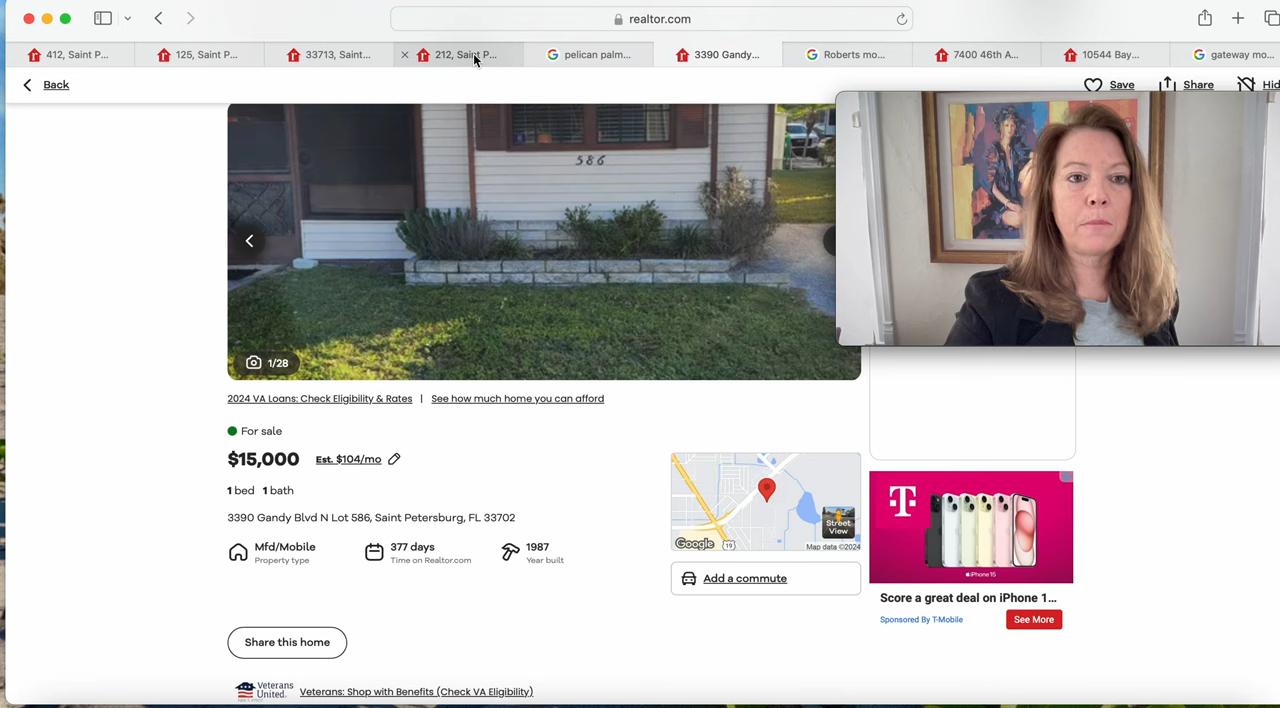 realtor.com
412, Saint P...
125, Saint P...
33713, Saint...
212, Saint P...
pelican palm...
3390 Gandy...
Roberts mo...
7400 46th A...
10544 Bay...
gateway mo...
Back
Save
Share
Hid
586
1/28
2024 VA Loans: Check Eligibility & Rates | See how much home you can afford
For sale
$15,000 Est. $104/mo
1 bed 1 bath
3390 Gandy Blvd N Lot 586, Saint Petersburg, FL 33702
Mfd/Mobile
Property type
377 days
Time on Realtor.com
1987
Year built
Street
View
Google
19
Map data ©2024
Add a commute
T
iPhone 15
Score a great deal on iPhone 1...
Sponsored By T-Mobile
See More
Share this home
Veterans
United.
Veterans: Shop with Benefits (Check VA Eligibility)